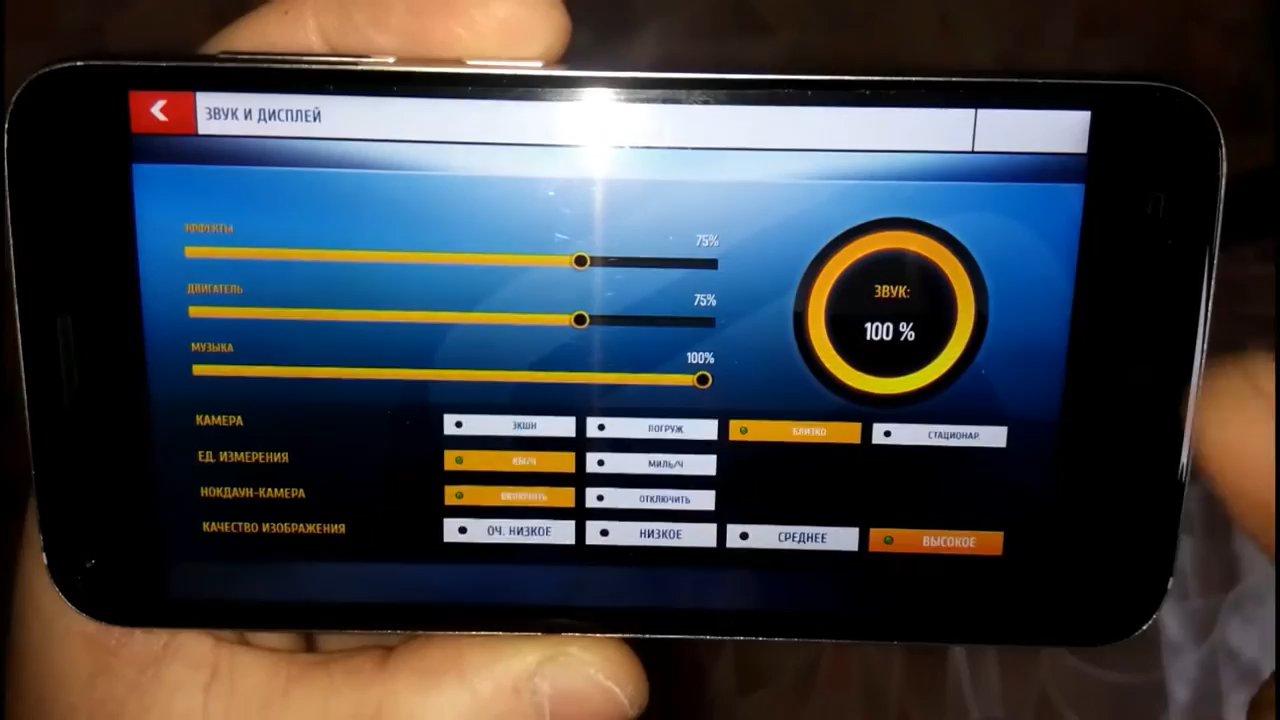 ЗВУК И ДИСПЛЕЙ
ЭФФЕКТЫ
75%
ДВИГАТЕЛЬ
75%
МУЗЫКА
100%
ЗВУК:
100 %
КАМЕРА ЭКШН ПОГРУЖ БЛИЗКО СТАЦИОНАР.
ЕД. ИЗМЕРЕНИЯ КМ/Ч МИЛЬ/Ч
НОКДАУН-КАМЕРА ВКЛЮЧИТЬ ОТКЛЮЧИТЬ
КАЧЕСТВО ИЗОБРАЖЕНИЯ ОЧ. НИЗКОЕ НИЗКОЕ СРЕДНЕЕ ВЫСОКОЕ